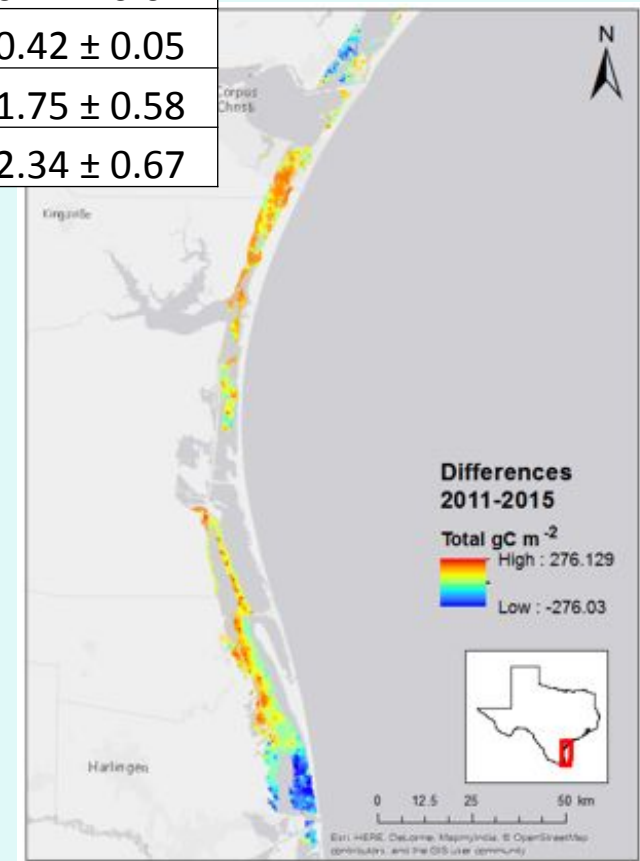 0.42 ± 0.05
1.75 ± 0.58
2.34 ± 0.67
N
Corpus
Christi
Kingsville
Differences
2011-2015
Total gC m⁻²
High : 276.129
Low : -276.03
Harlingen
0 12.5 25 50 km
Esri, HERE, DeLorme, MapmyIndia, © OpenStreetMap
contributors, and the GIS user community